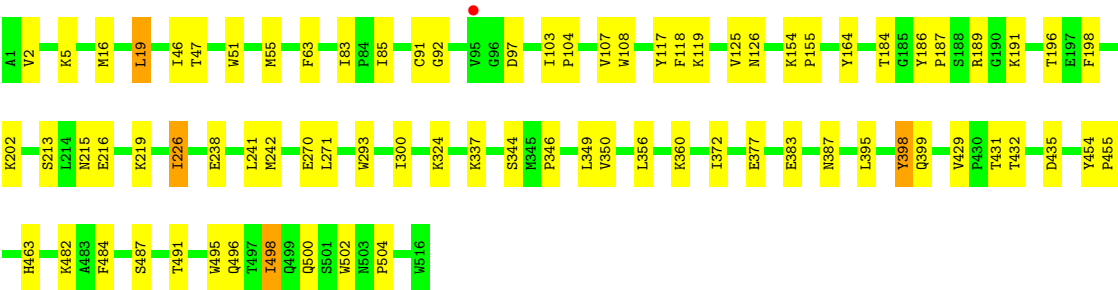 A1 V2 K5 M16 L19 I46 T47 W51 M55 F63 I83 P84 I85 C91 G92 V95 G96 D97 I103 P104 V107 W108 Y117 F118 K119 V125 N126 K154 P155 Y164 T184 G185 Y186 P187 S188 R189 G190 K191 T196 E197 F198
K202 S213 L214 N215 E216 K219 I226 E238 L241 M242 E270 L271 W293 I300 K324 K337 S344 M345 P346 L349 V350 L356 K360 I372 E377 E383 N387 L395 Y398 Q399 V429 P430 T431 T432 D435 Y454 P455
H463 K482 A483 F484 S487 T491 W495 Q496 T497 I498 Q499 Q500 S501 W502 N503 P504 W516